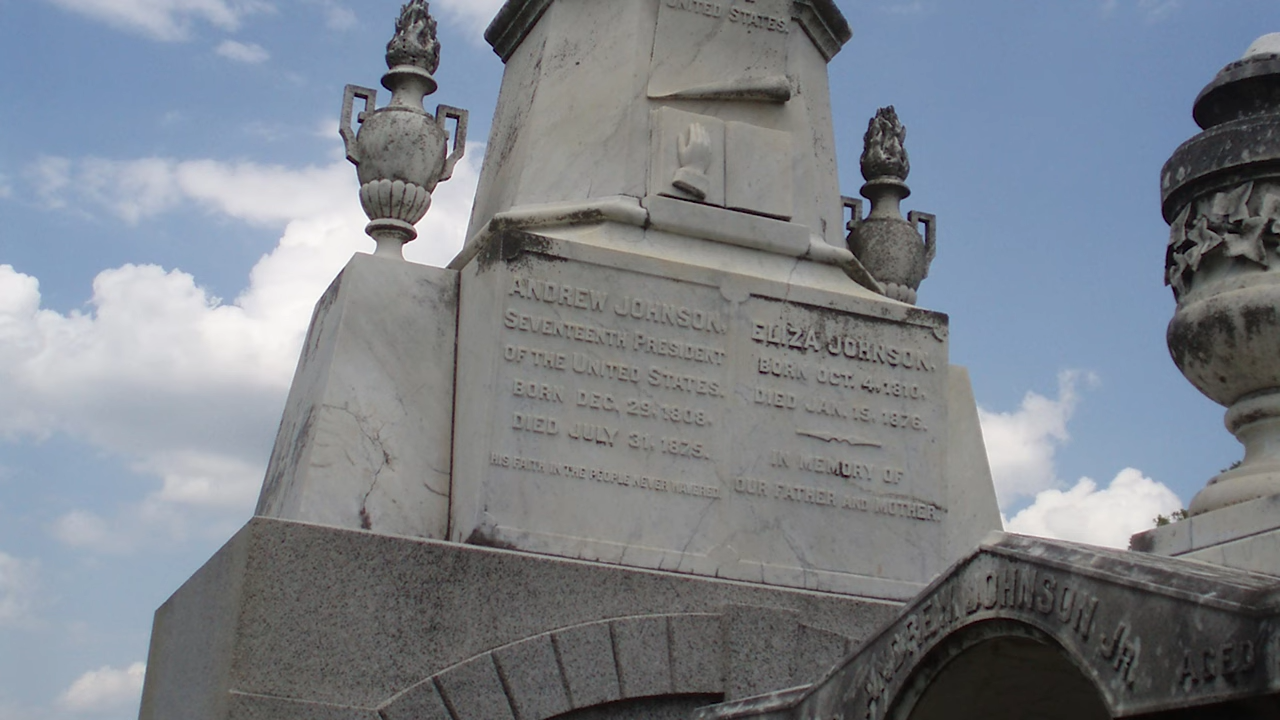 UNITED STATES.
ANDREW JOHNSON,
SEVENTEENTH PRESIDENT
OF THE UNITED STATES.
BORN DEC. 29, 1808.
DIED JULY 31, 1875.
HIS FAITH IN THE PEOPLE NEVER WAVERED.
ELIZA JOHNSON,
BORN OCT. 4, 1810.
DIED JAN. 15, 1876.
IN MEMORY OF
OUR FATHER AND MOTHER
ANDREW JOHNSON JR.
AGED